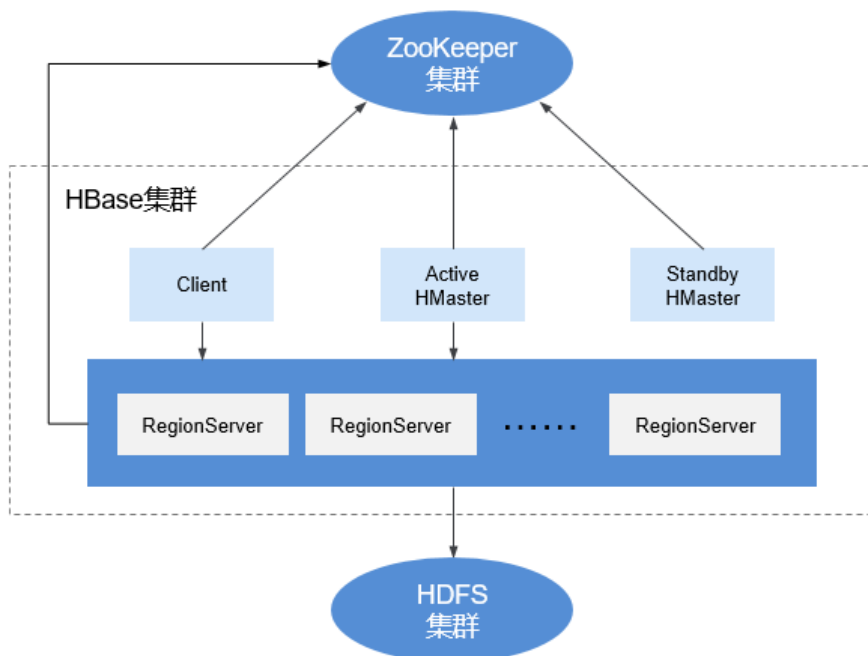 ZooKeeper
集群
HBase集群
Client
Active
HMaster
Standby
HMaster
RegionServer
RegionServer
......
RegionServer
HDFS
集群